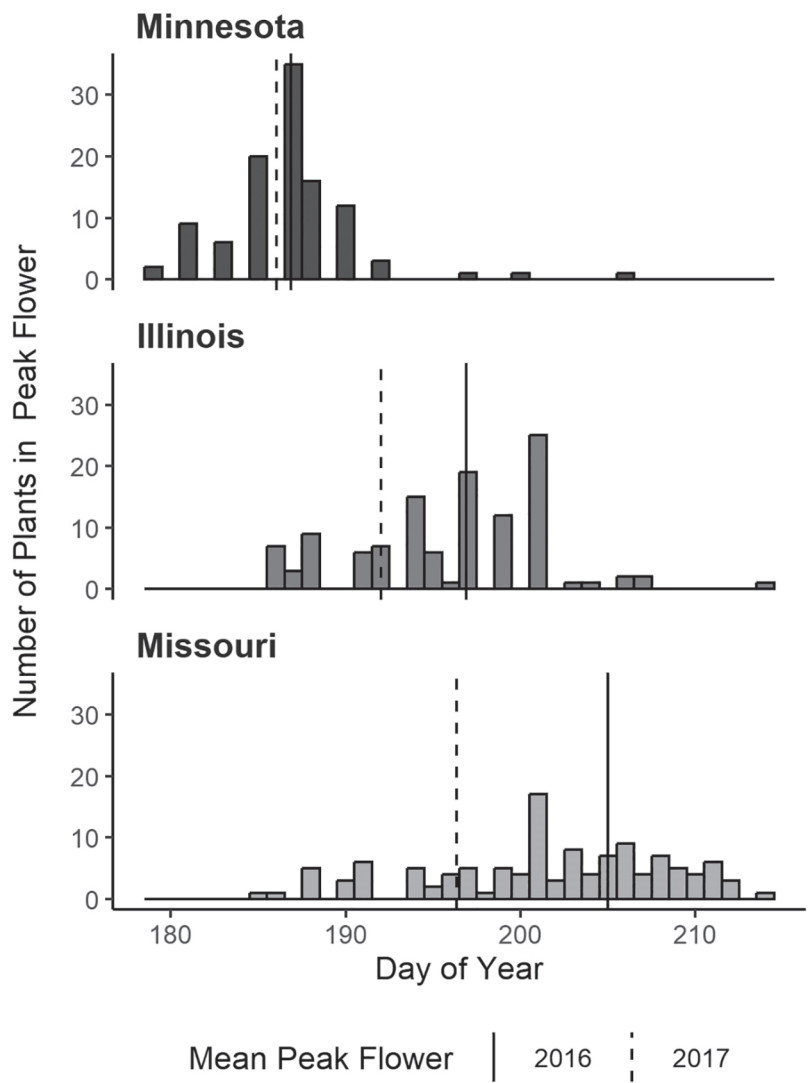 Minnesota
30
20
10
0
Illinois
30
20
10
0
Missouri
30
20
10
0
Number of Plants in Peak Flower
180 190 200 210
Day of Year
Mean Peak Flower 2016 2017